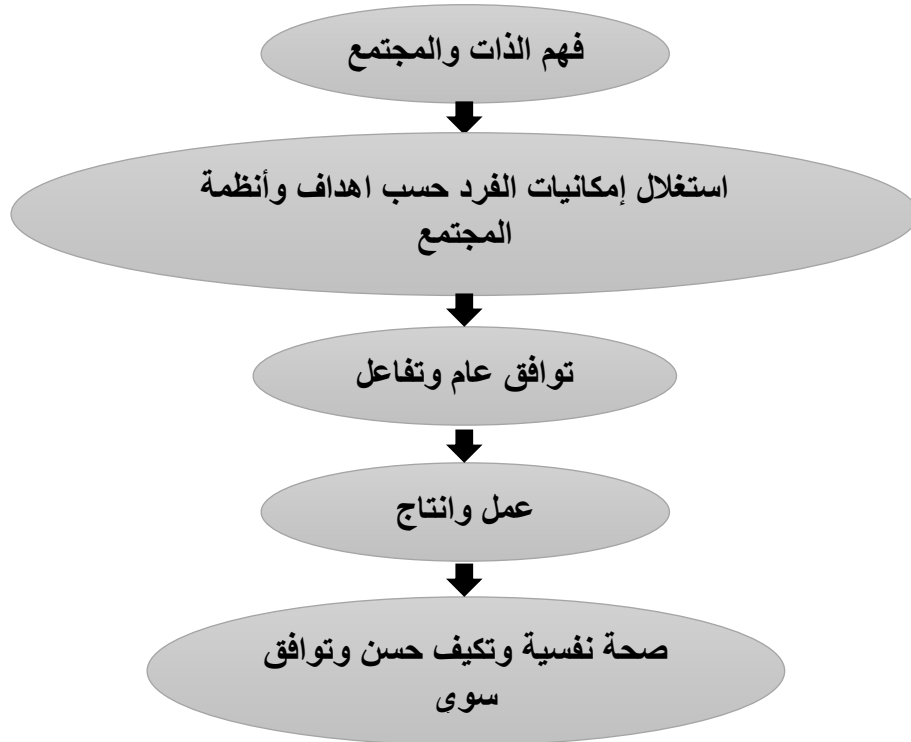 فهم الذات والمجتمع
استغلال إمكانيات الفرد حسب اهداف وأنظمة
المجتمع
توافق عام وتفاعل
عمل وانتاج
صحة نفسية وتكيف حسن وتوافق
سوي